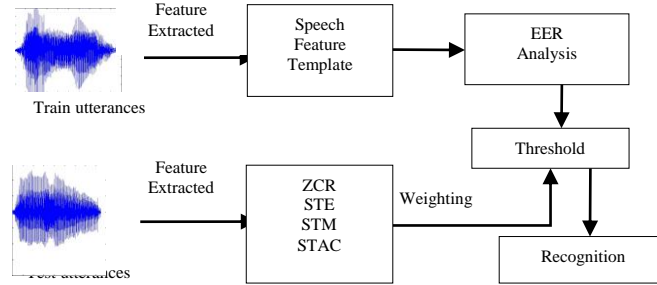 Feature
Extracted
Speech
Feature
Template
EER
Analysis
Train utterances
Threshold
Feature
Extracted
ZCR
STE
STM
STAC
Weighting
Recognition
utterances